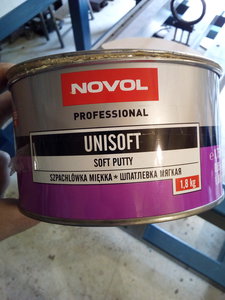 NOVOL
PROFESSIONAL
UNISOFT
SOFT PUTTY
SZPACHLÓWKA MIĘKKA ★ ШПАТЛЕВКА МЯГКАЯ
1,8 kg